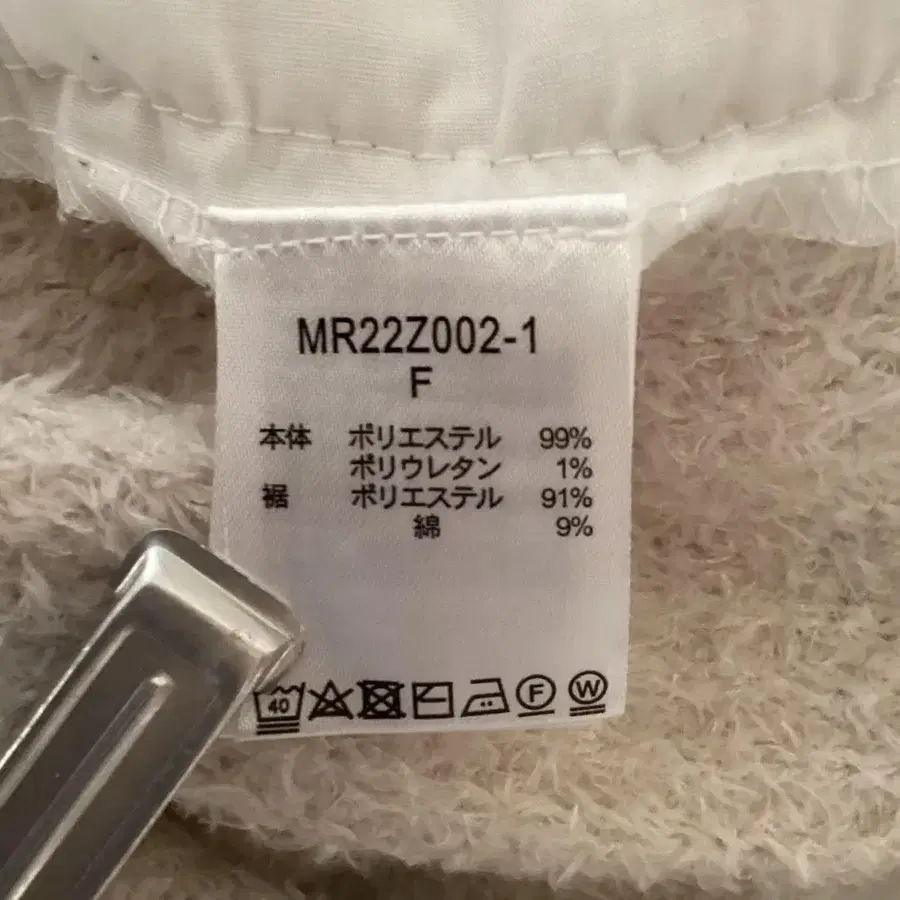 MR22Z002-1
F
本体 ポリエステル 99%
ポリウレタン 1%
裾 ポリエステル 91%
綿 9%
40 F W